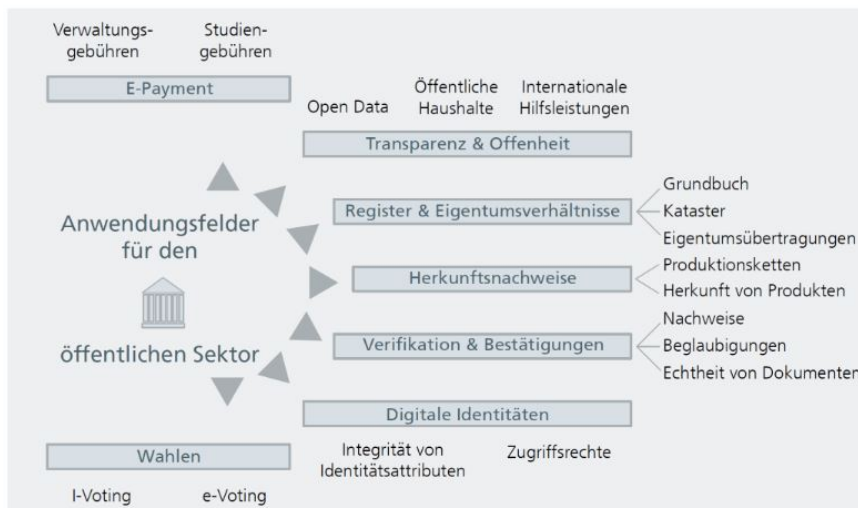 Verwaltungs-
gebühren
Studien-
gebühren
E-Payment
Open Data
Öffentliche
Haushalte
Internationale
Hilfsleistungen
Transparenz & Offenheit
Anwendungsfelder
für den
öffentlichen Sektor
Register & Eigentumsverhältnisse
Grundbuch
Kataster
Eigentumsübertragungen
Herkunftsnachweise
Produktionsketten
Herkunft von Produkten
Verifikation & Bestätigungen
Nachweise
Beglaubigungen
Echtheit von Dokumenten
Digitale Identitäten
Integrität von
Identitätsattributen
Zugriffsrechte
Wahlen
I-Voting
e-Voting